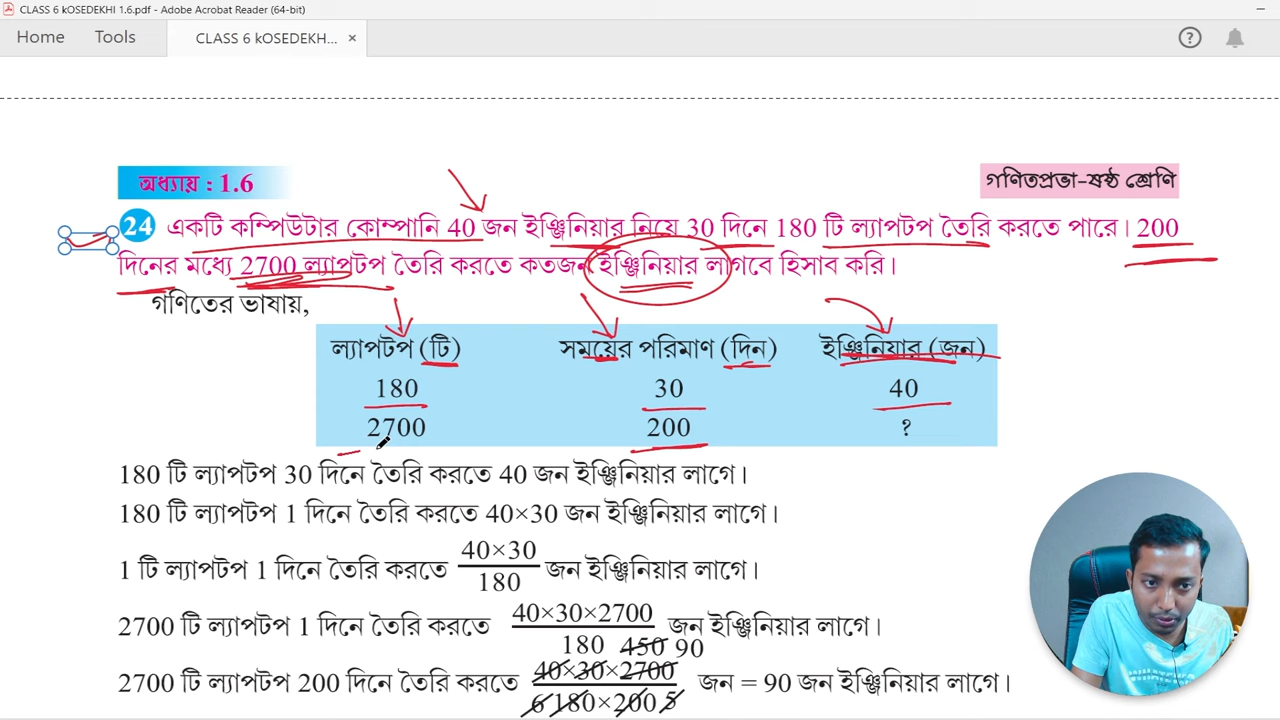 CLASS 6 kOSEDEKHI 1.6.pdf - Adobe Acrobat Reader (64-bit)
Home Tools CLASS 6 kOSEDEKH... ×
অধ্যায় : 1.6 গণিতপ্রভা-ষষ্ঠ শ্রেণি
24 একটি কম্পিউটার কোম্পানি 40 জন ইঞ্জিনিয়ার নিয়ে 30 দিনে 180 টি ল্যাপটপ তৈরি করতে পারে। 200
দিনের মধ্যে 2700 ল্যাপটপ তৈরি করতে কতজন ইঞ্জিনিয়ার লাগবে হিসাব করি।
গণিতের ভাষায়,
ল্যাপটপ (টি) সময়ের পরিমাণ (দিন) ইঞ্জিনিয়ার (জন)
180 30 40
2700 200 ?
180 টি ল্যাপটপ 30 দিনে তৈরি করতে 40 জন ইঞ্জিনিয়ার লাগে।
180 টি ল্যাপটপ 1 দিনে তৈরি করতে 40×30 জন ইঞ্জিনিয়ার লাগে।
1 টি ল্যাপটপ 1 দিনে তৈরি করতে 40×30/180 জন ইঞ্জিনিয়ার লাগে।
2700 টি ল্যাপটপ 1 দিনে তৈরি করতে 40×30×2700/180 জন ইঞ্জিনিয়ার লাগে।
450 90
2700 টি ল্যাপটপ 200 দিনে তৈরি করতে 40×30×2700/6 180×200 5 জন = 90 জন ইঞ্জিনিয়ার লাগে।